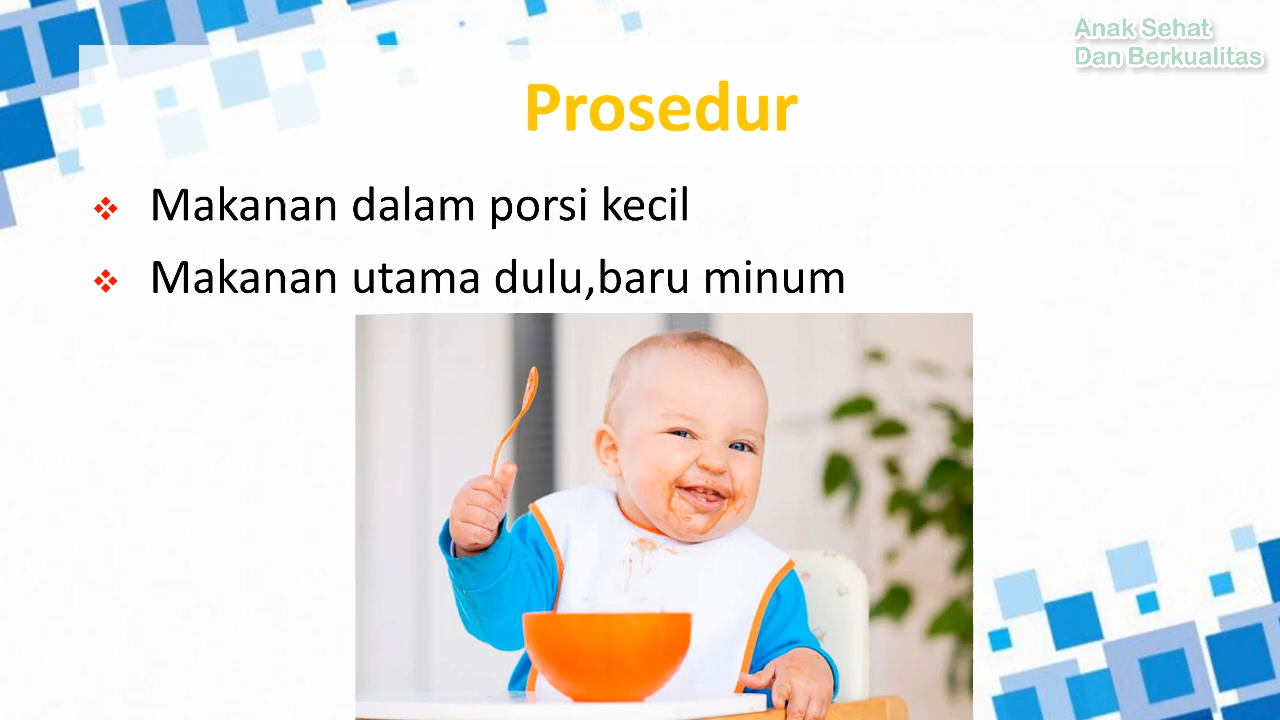 Anak Sehat
Dan Berkualitas
Prosedur
Makanan dalam porsi kecil
Makanan utama dulu,baru minum